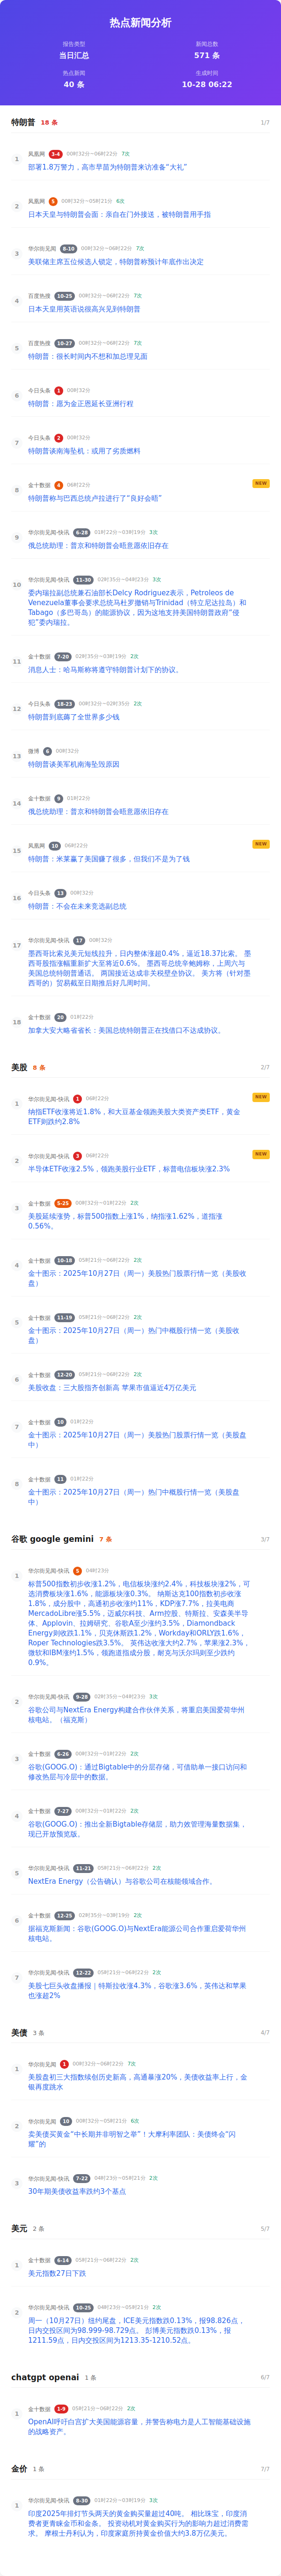 热点新闻分析
报告类型
当日汇总
新闻总数
571 条
热点新闻
40 条
生成时间
10-28 06:22
特朗普 18 条 1/7
1
凤凰网 3-4 00时32分~06时22分 7次
部署1.8万警力，高市早苗为特朗普来访准备“大礼”
2
凤凰网 5 00时32分~05时21分 6次
日本天皇与特朗普会面：亲自在门外接送，被特朗普用手指
3
华尔街见闻 8-10 00时32分~06时22分 7次
美联储主席五位候选人锁定，特朗普称预计年底作出决定
4
百度热搜 10-25 00时32分~06时22分 7次
日本天皇用英语说很高兴见到特朗普
5
百度热搜 10-27 00时32分~06时22分 7次
特朗普：很长时间内不想和加总理见面
6
今日头条 1 00时32分
特朗普：愿为金正恩延长亚洲行程
7
今日头条 2 00时32分
特朗普谈南海坠机：或用了劣质燃料
8
金十数据 4 06时22分 NEW
特朗普称与巴西总统卢拉进行了“良好会晤”
9
华尔街见闻-快讯 6-28 01时22分~03时19分 3次
俄总统助理：普京和特朗普会晤意愿依旧存在
10
华尔街见闻-快讯 11-30 02时35分~04时23分 3次
委内瑞拉副总统兼石油部长Delcy Rodriguez表示，Petroleos de
Venezuela董事会要求总统马杜罗撤销与Trinidad（特立尼达拉岛）和
Tabago（多巴哥岛）的能源协议，因为这地方支持美国特朗普政府“侵
犯”委内瑞拉。
11
金十数据 7-20 02时35分~03时19分 2次
消息人士：哈马斯称将遵守特朗普计划下的协议。
12
今日头条 18-23 00时32分~02时35分 2次
特朗普到底薅了全世界多少钱
13
微博 6 00时32分
特朗普谈美军机南海坠毁原因
14
金十数据 9 01时22分
俄总统助理：普京和特朗普会晤意愿依旧存在
15
凤凰网 10 06时22分 NEW
特朗普：米莱赢了美国赚了很多，但我们不是为了钱
16
今日头条 13 00时32分
特朗普：不会在未来竞选副总统
17
华尔街见闻-快讯 17 00时32分
墨西哥比索兑美元短线拉升，日内整体涨超0.4%，逼近18.37比索。 墨
西哥股指涨幅重新扩大至将近0.6%。 墨西哥总统辛鲍姆称，上周六与
美国总统特朗普通话。 两国接近达成非关税壁垒协议。 美方将（针对墨
西哥的）贸易截至日期推后好几周时间。
18
金十数据 20 01时22分
加拿大安大略省省长：美国总统特朗普正在找借口不达成协议。
美股 8 条 2/7
1
华尔街见闻-快讯 1 06时22分 NEW
纳指ETF收涨将近1.8%，和大豆基金领跑美股大类资产类ETF，黄金
ETF则跌约2.8%
2
华尔街见闻-快讯 3 06时22分 NEW
半导体ETF收涨2.5%，领跑美股行业ETF，标普电信板块涨2.3%
3
金十数据 5-25 00时32分~01时22分 2次
美股延续涨势，标普500指数上涨1%，纳指涨1.62%，道指涨
0.56%。
4
金十数据 10-18 05时21分~06时22分 2次
金十图示：2025年10月27日（周一）美股热门股票行情一览（美股收
盘）
5
金十数据 11-19 05时21分~06时22分 2次
金十图示：2025年10月27日（周一）热门中概股行情一览（美股收
盘）
6
金十数据 12-20 05时21分~06时22分 2次
美股收盘：三大股指齐创新高 苹果市值逼近4万亿美元
7
金十数据 10 01时22分
金十图示：2025年10月27日（周一）美股热门股票行情一览（美股盘
中）
8
金十数据 11 01时22分
金十图示：2025年10月27日（周一）热门中概股行情一览（美股盘
中）
谷歌 google gemini 7 条 3/7
1
华尔街见闻-快讯 5 04时23分
标普500指数初步收涨1.2%，电信板块涨约2.4%，科技板块涨2%，可
选消费板块涨1.6%，能源板块涨0.3%。 纳斯达克100指数初步收涨
1.8%，成分股中，高通初步收涨约11%，KDP涨7.7%，拉美电商
MercadoLibre涨5.5%，迈威尔科技、Arm控股、特斯拉、安森美半导
体、Applovin、拉姆研究、谷歌A至少涨约3.5%，Diamondback
Energy则收跌1.1%，贝克休斯跌1.2%，Workday和ORLY跌1.6%，
Roper Technologies跌3.5%。 英伟达收涨大约2.7%，苹果涨2.3%，
微软和IBM涨约1.5%，领跑道指成分股，耐克与沃尔玛则至少跌约
0.9%。
2
华尔街见闻-快讯 9-28 02时35分~04时23分 3次
谷歌公司与NextEra Energy构建合作伙伴关系，将重启美国爱荷华州
核电站。（福克斯）
3
金十数据 6-26 00时32分~01时22分 2次
谷歌(GOOG.O)：通过Bigtable中的分层存储，可借助单一接口访问和
修改热层与冷层中的数据。
4
金十数据 7-27 00时32分~01时22分 2次
谷歌(GOOG.O)：推出全新Bigtable存储层，助力效管理海量数据集，
现已开放预览版。
5
华尔街见闻-快讯 11-21 05时21分~06时22分 2次
NextEra Energy（公告确认）与谷歌公司在核能领域合作。
6
金十数据 12-25 02时35分~03时19分 2次
据福克斯新闻：谷歌(GOOG.O)与NextEra能源公司合作重启爱荷华州
核电站。
7
华尔街见闻-快讯 12-22 05时21分~06时22分 2次
美股七巨头收盘播报｜特斯拉收涨4.3%，谷歌涨3.6%，英伟达和苹果
也涨超2%
美债 3 条 4/7
1
华尔街见闻 1 00时32分~06时22分 7次
美股盘初三大指数续创历史新高，高通暴涨20%，美债收益率上行，金
银再度跳水
2
华尔街见闻 10 00时32分~05时21分 6次
卖美债买黄金“中长期并非明智之举”！大摩利率团队：美债终会“闪
耀”的
3
华尔街见闻-快讯 7-22 04时23分~05时21分 2次
30年期美债收益率跌约3个基点
美元 2 条 5/7
1
金十数据 6-14 05时21分~06时22分 2次
美元指数27日下跌
2
华尔街见闻-快讯 10-25 04时23分~05时21分 2次
周一（10月27日）纽约尾盘，ICE美元指数跌0.13%，报98.826点，
日内交投区间为98.999-98.729点。 彭博美元指数跌0.13%，报
1211.59点，日内交投区间为1213.35-1210.52点。
chatgpt openai 1 条 6/7
1
金十数据 1-9 05时21分~06时22分 2次
OpenAI呼吁白宫扩大美国能源容量，并警告称电力是人工智能基础设施
的战略资产。
金价 1 条 7/7
1
华尔街见闻-快讯 8-30 01时22分~03时19分 3次
印度2025年排灯节头两天的黄金购买量超过40吨。 相比珠宝，印度消
费者更青睐金币和金条。 投资动机对黄金购买行为的影响力超过消费需
求。 摩根士丹利认为，印度家庭所持黄金价值大约3.8万亿美元。